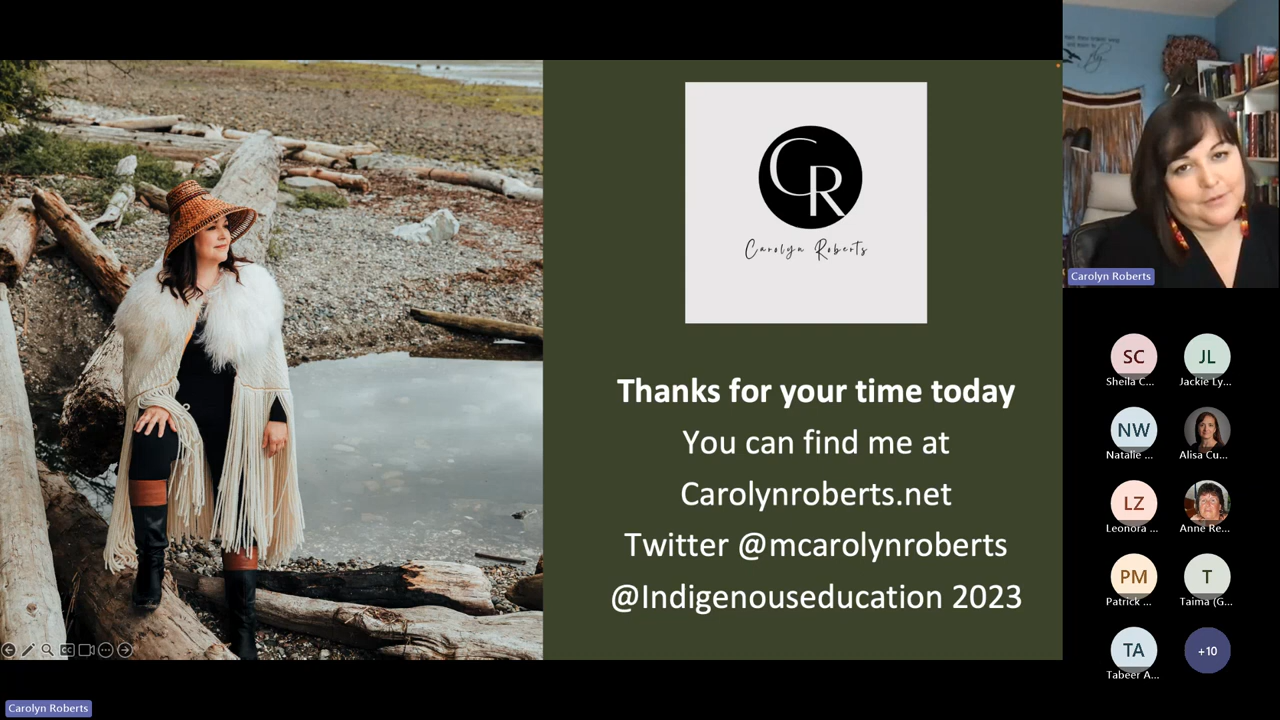 CR
Carolyn Roberts
Thanks for your time today
You can find me at
Carolynroberts.net
Twitter @mcarolynroberts
@Indigenouseducation 2023
Carolyn Roberts
SC
Sheila C...
JL
Jackie Ly...
NW
Natalie ...
Alisa Cu...
LZ
Leonora ...
Anne Re...
PM
Patrick ...
T
Taima (G...
TA
Tabeer A...
+10
CC
Carolyn Roberts